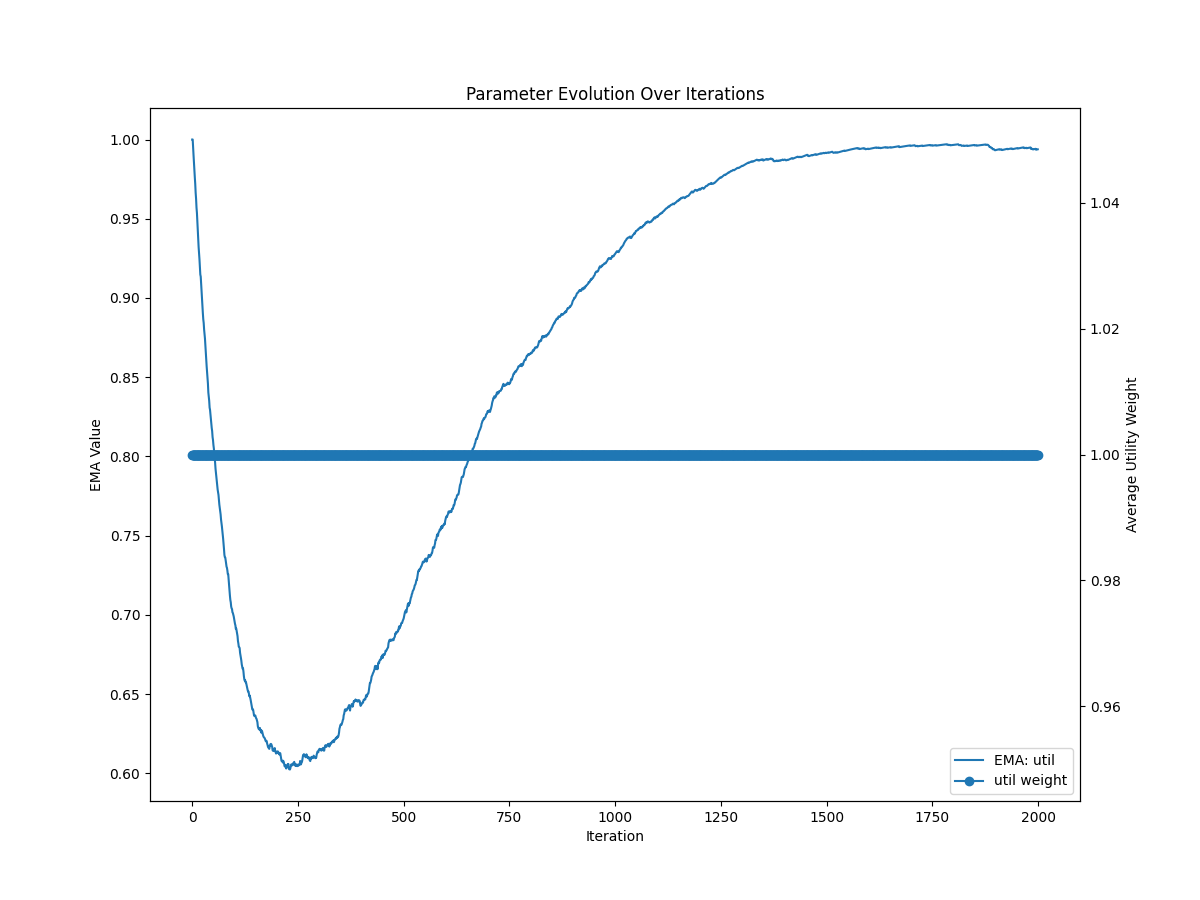 Parameter Evolution Over Iterations
1.00
0.95
0.90
0.85
0.80
0.75
0.70
0.65
0.60
EMA Value
1.04
1.02
1.00
0.98
0.96
Average Utility Weight
EMA: util
util weight
0 250 500 750 1000 1250 1500 1750 2000
Iteration